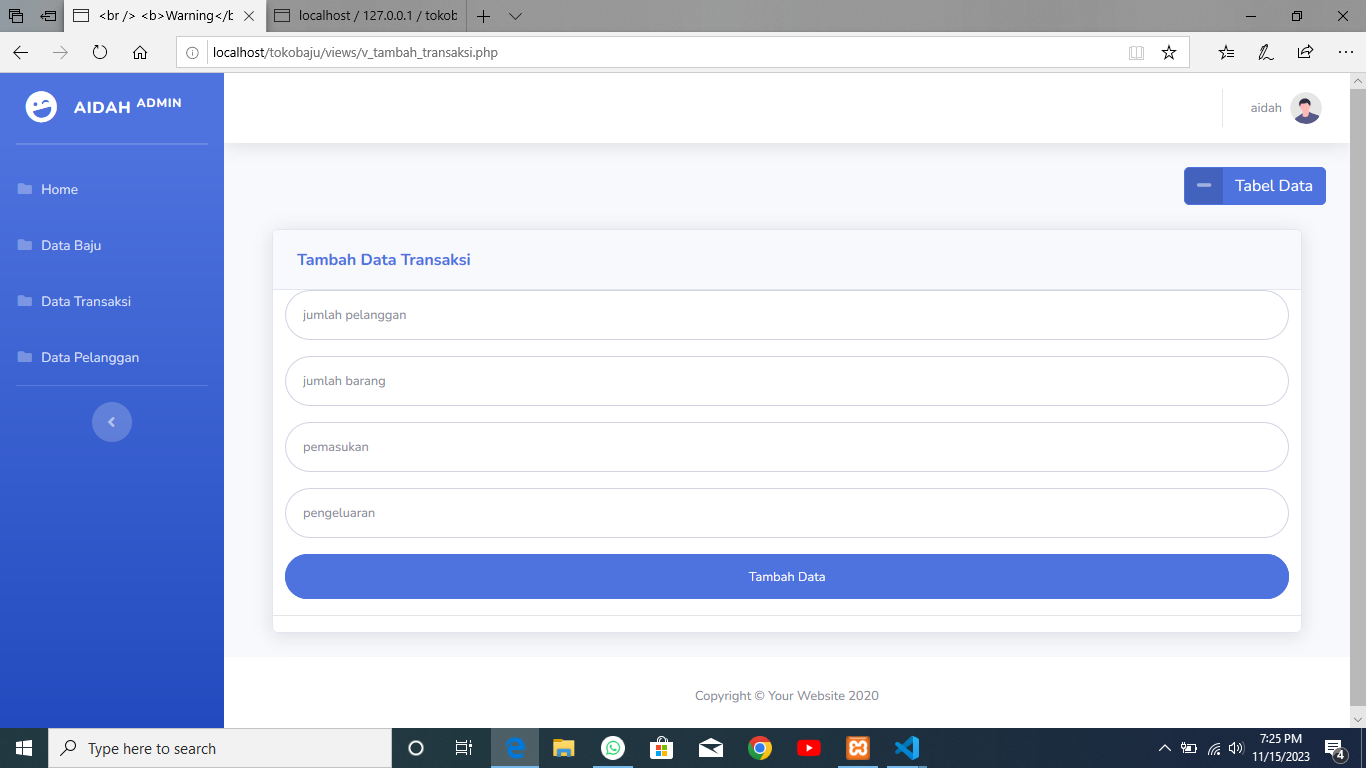 <br /> <b>Warning</b
localhost / 127.0.0.1 / tokob
localhost/tokobaju/views/v_tambah_transaksi.php
AIDAH ADMIN
aidah
Tabel Data
Home
Data Baju
Data Transaksi
Data Pelanggan
Tambah Data Transaksi
jumlah pelanggan
jumlah barang
pemasukan
pengeluaran
Tambah Data
Copyright © Your Website 2020
Type here to search
7:25 PM
11/15/2023
4